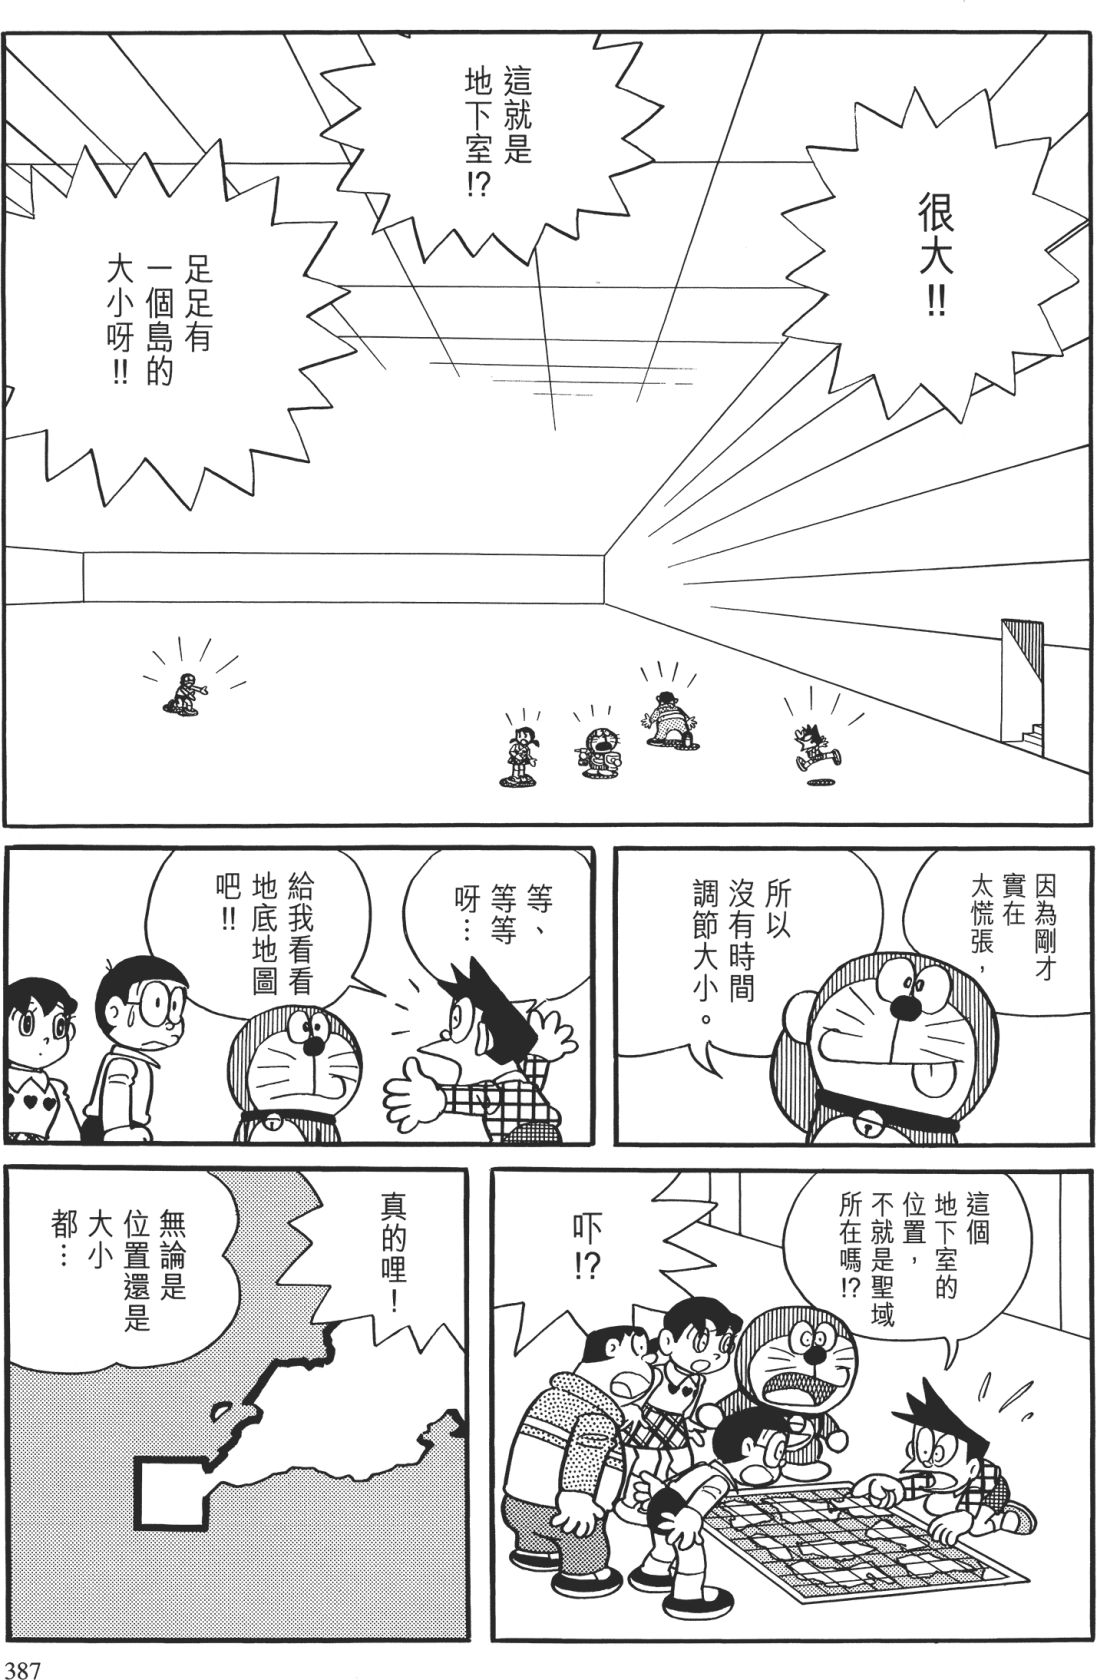 很大!!
這就是
地下室!?
足足有
一個島的
大小呀!!
因為剛才
實在
太慌張，
所以
沒有時間
調節大小。
等、
等等
呀…
給我看看
地底地圖
吧!!
這個
地下室的
位置，
不就是聖域
所在嗎!?
吓!?
真的哩！
無論是
位置還是
大小
都…
387